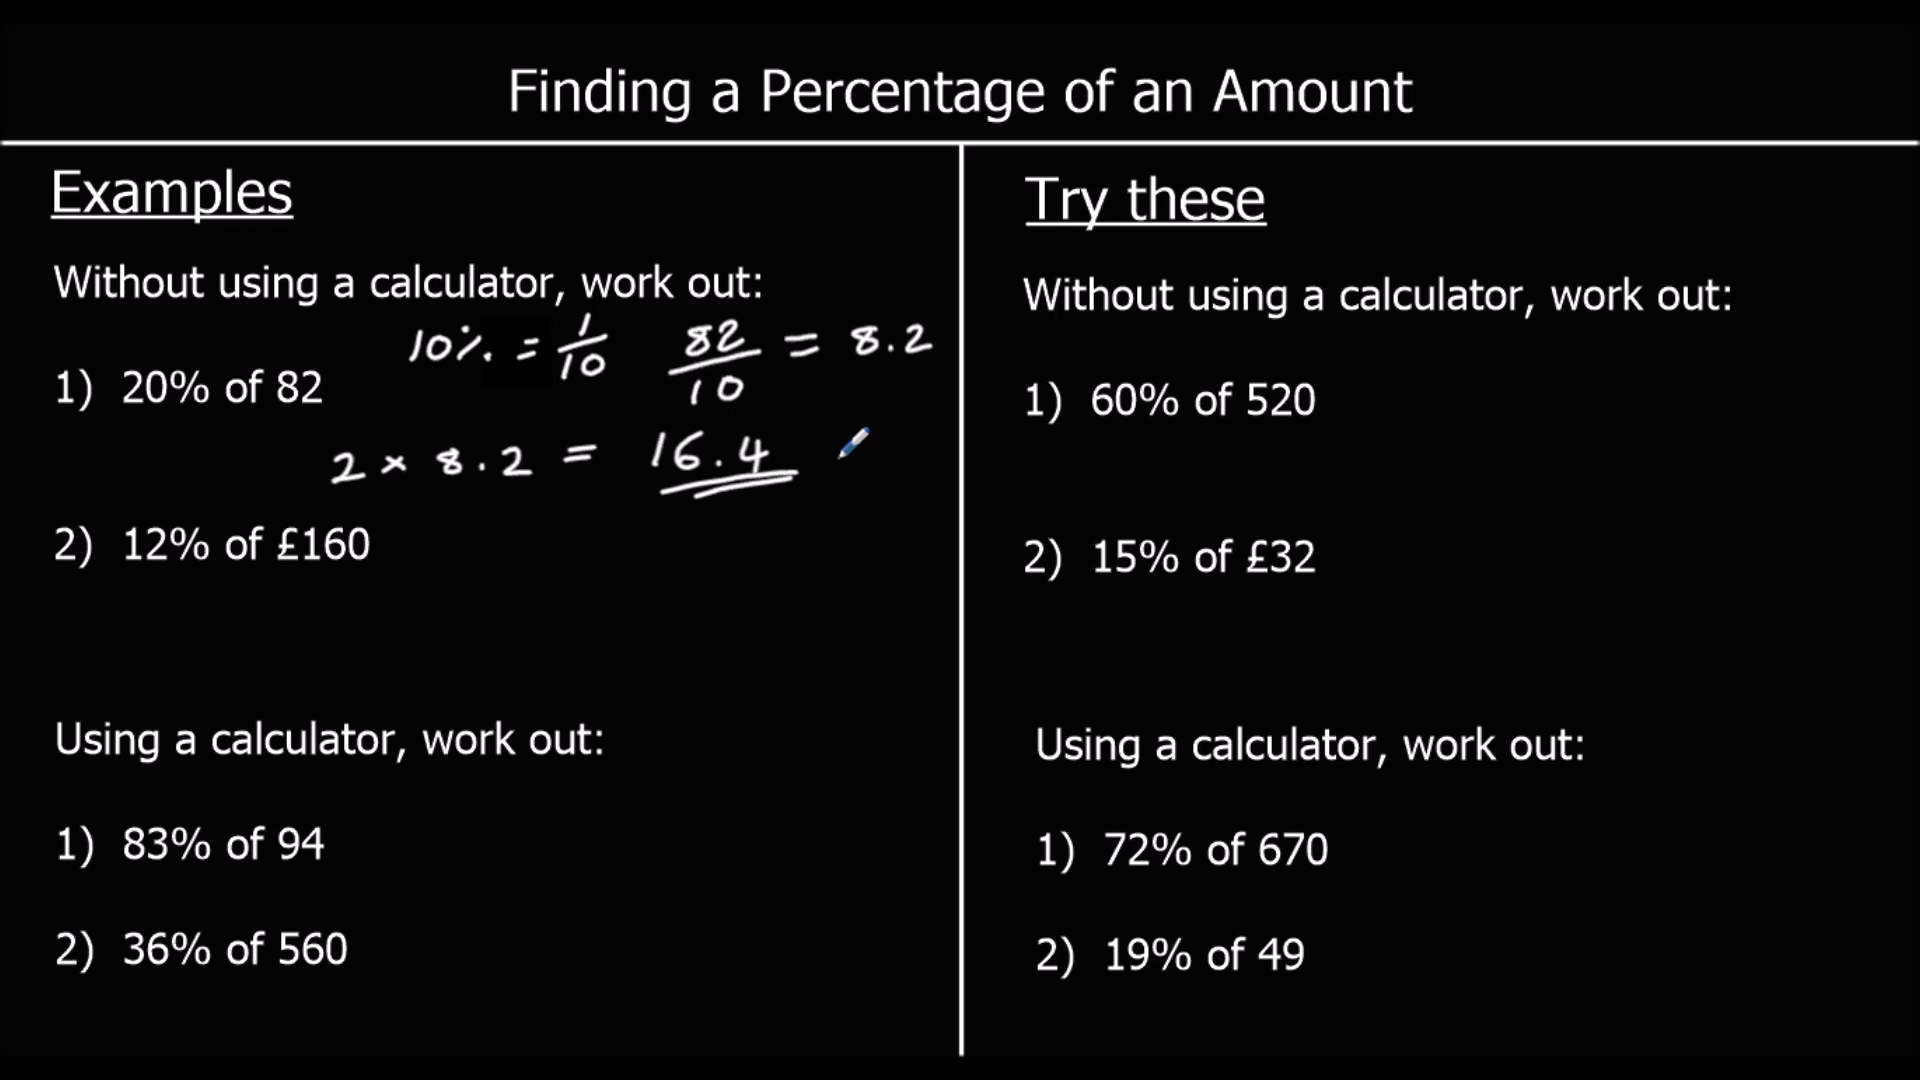 Finding a Percentage of an Amount
Examples
Without using a calculator, work out:
10% = 1/10 82/10 = 8.2
1) 20% of 82
2 × 8.2 = 16.4
2) 12% of £160
Using a calculator, work out:
1) 83% of 94
2) 36% of 560
Try these
Without using a calculator, work out:
1) 60% of 520
2) 15% of £32
Using a calculator, work out:
1) 72% of 670
2) 19% of 49